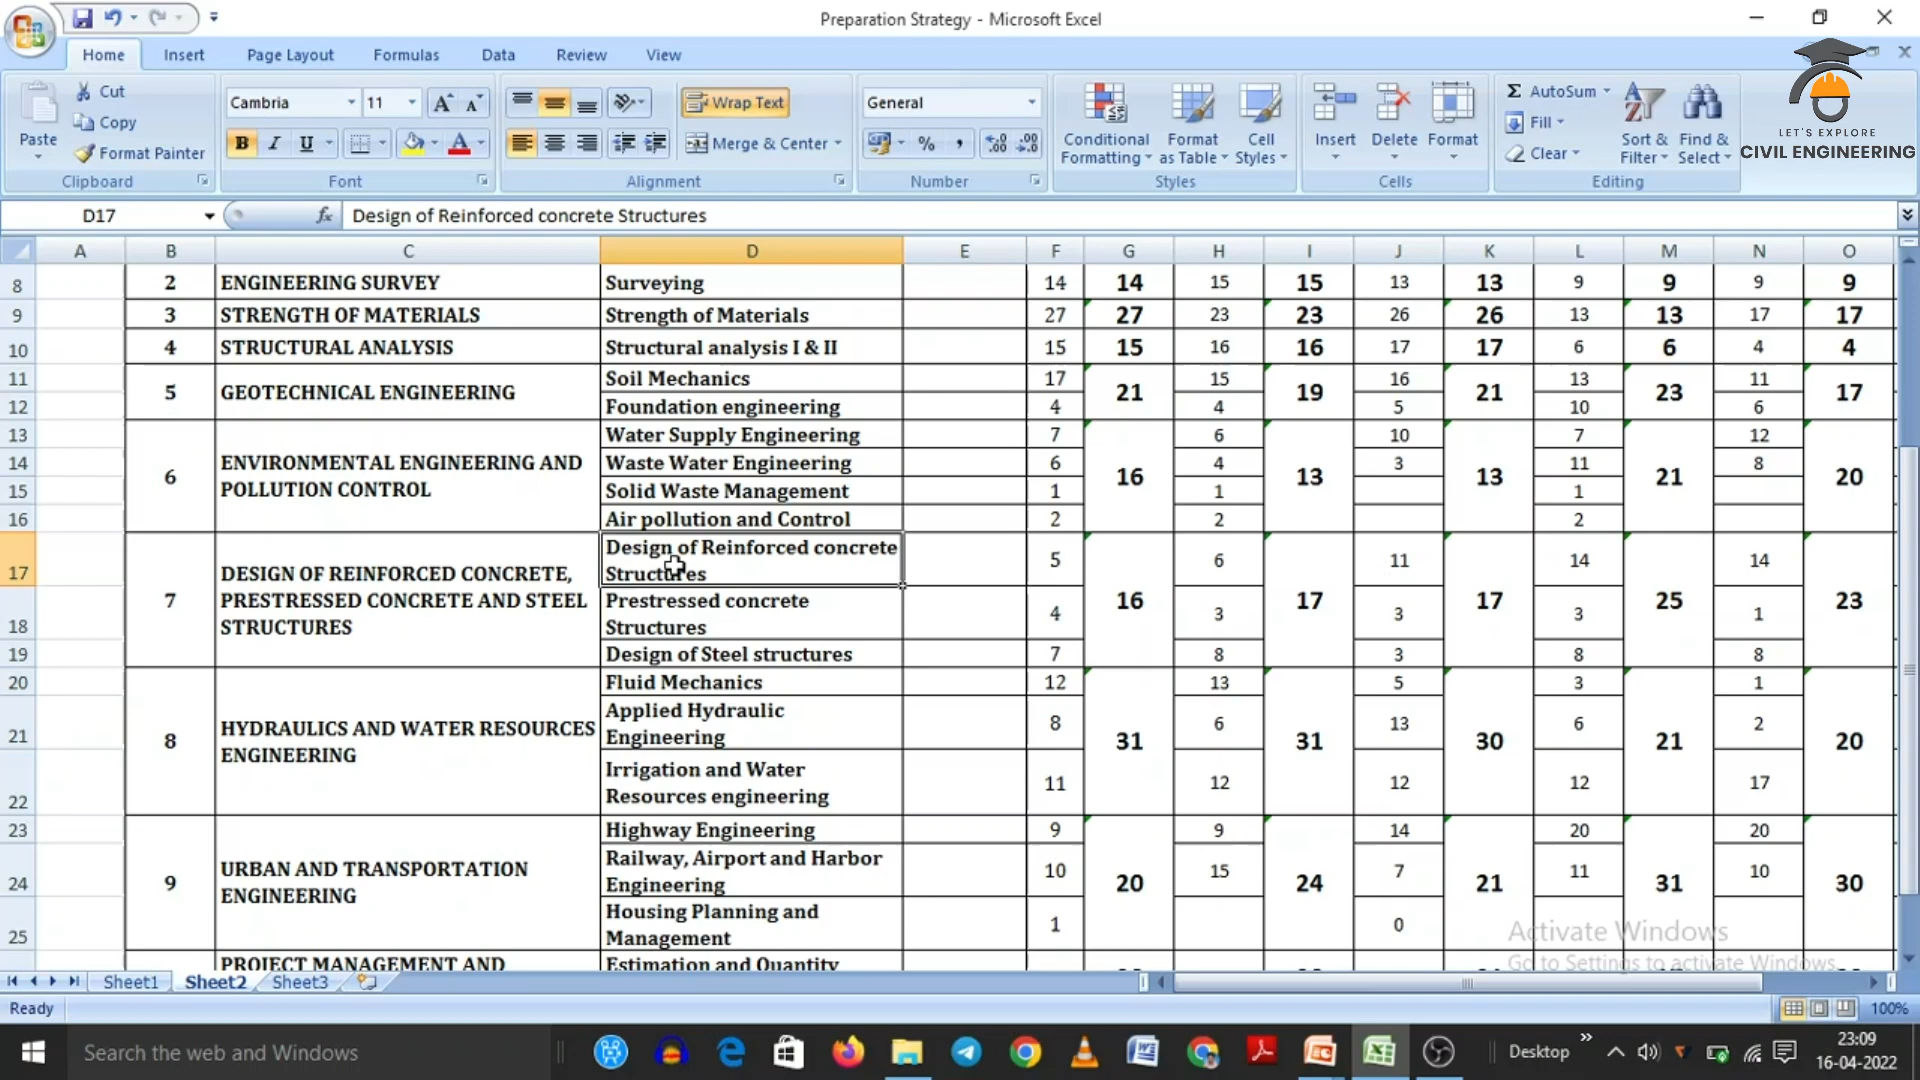 Preparation Strategy - Microsoft Excel
Home Insert Page Layout Formulas Data Review View
Cut
Copy
Format Painter
Paste
Clipboard
Cambria 11
B I U
Font
Wrap Text
Merge & Center
Alignment
General
% ,
Number
Conditional Formatting
Format as Table
Cell Styles
Styles
Insert Delete Format
Cells
Σ AutoSum
Fill
Clear
Sort & Filter
Find & Select
Editing
LET'S EXPLORE
CIVIL ENGINEERING
D17 fx Design of Reinforced concrete Structures
A B C D E F G H I J K L M N O
8 2 ENGINEERING SURVEY Surveying 14 14 15 15 13 13 9 9 9 9
9 3 STRENGTH OF MATERIALS Strength of Materials 27 27 23 23 26 26 13 13 17 17
10 4 STRUCTURAL ANALYSIS Structural analysis I & II 15 15 16 16 17 17 6 6 4 4
11 Soil Mechanics 17 15 16 13 11
5 GEOTECHNICAL ENGINEERING 21 19 21 23 17
12 Foundation engineering 4 4 5 10 6
13 Water Supply Engineering 7 6 10 7 12
14 Waste Water Engineering 6 4 3 11 8
6 ENVIRONMENTAL ENGINEERING AND
POLLUTION CONTROL 16 13 13 21 20
15 Solid Waste Management 1 1 1
16 Air pollution and Control 2 2 2
17 Design of Reinforced concrete
Structures 5 6 11 14 14
7 DESIGN OF REINFORCED CONCRETE,
PRESTRESSED CONCRETE AND STEEL
STRUCTURES 16 17 17 25 23
18 Prestressed concrete
Structures 4 3 3 3 1
19 Design of Steel structures 7 8 3 8 8
20 Fluid Mechanics 12 13 5 3 1
21 Applied Hydraulic
Engineering 8 6 13 6 2
8 HYDRAULICS AND WATER RESOURCES
ENGINEERING 31 31 30 21 20
22 Irrigation and Water
Resources engineering 11 12 12 12 17
23 Highway Engineering 9 9 14 20 20
24 Railway, Airport and Harbor
Engineering 10 15 7 11 10
9 URBAN AND TRANSPORTATION
ENGINEERING 20 24 21 31 30
25 Housing Planning and
Management 1 0
PROJECT MANAGEMENT AND Estimation and Quantity
Activate Windows
Go to Settings to activate Windows.
Sheet1 Sheet2 Sheet3
Ready 100%
Search the web and Windows
Desktop
23:09
16-04-2022